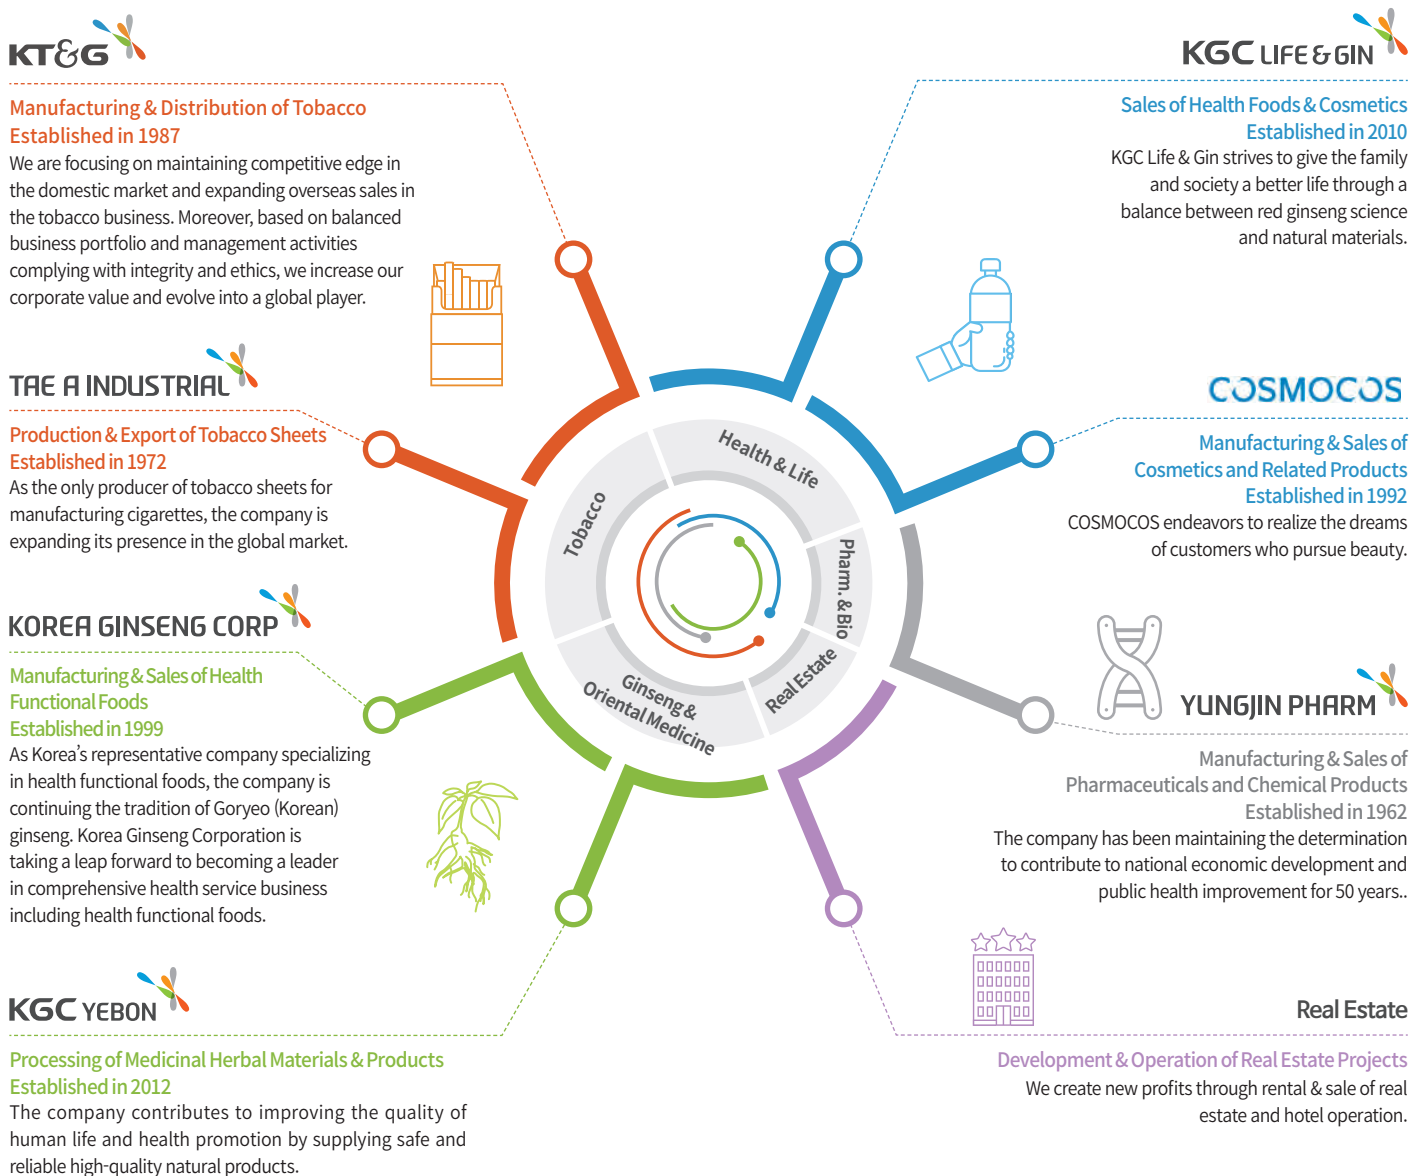 KT&G
Manufacturing & Distribution of Tobacco
Established in 1987
We are focusing on maintaining competitive edge in
the domestic market and expanding overseas sales in
the tobacco business. Moreover, based on balanced
business portfolio and management activities
complying with integrity and ethics, we increase our
corporate value and evolve into a global player.
TAE A INDUSTRIAL
Production & Export of Tobacco Sheets
Established in 1972
As the only producer of tobacco sheets for
manufacturing cigarettes, the company is
expanding its presence in the global market.
KOREA GINSENG CORP
Manufacturing & Sales of Health
Functional Foods
Established in 1999
As Korea’s representative company specializing
in health functional foods, the company is
continuing the tradition of Goryeo (Korean)
ginseng. Korea Ginseng Corporation is
taking a leap forward to becoming a leader
in comprehensive health service business
including health functional foods.
KGC YEBON
Processing of Medicinal Herbal Materials & Products
Established in 2012
The company contributes to improving the quality of
human life and health promotion by supplying safe and
reliable high-quality natural products.
Tobacco
Health & Life
Pharm. & Bio
Real Estate
Ginseng &
Oriental Medicine
KGC LIFE & GIN
Sales of Health Foods & Cosmetics
Established in 2010
KGC Life & Gin strives to give the family
and society a better life through a
balance between red ginseng science
and natural materials.
COSMOCOS
Manufacturing & Sales of
Cosmetics and Related Products
Established in 1992
COSMOCOS endeavors to realize the dreams
of customers who pursue beauty.
YUNGJIN PHARM
Manufacturing & Sales of
Pharmaceuticals and Chemical Products
Established in 1962
The company has been maintaining the determination
to contribute to national economic development and
public health improvement for 50 years..
Real Estate
Development & Operation of Real Estate Projects
We create new profits through rental & sale of real
estate and hotel operation.